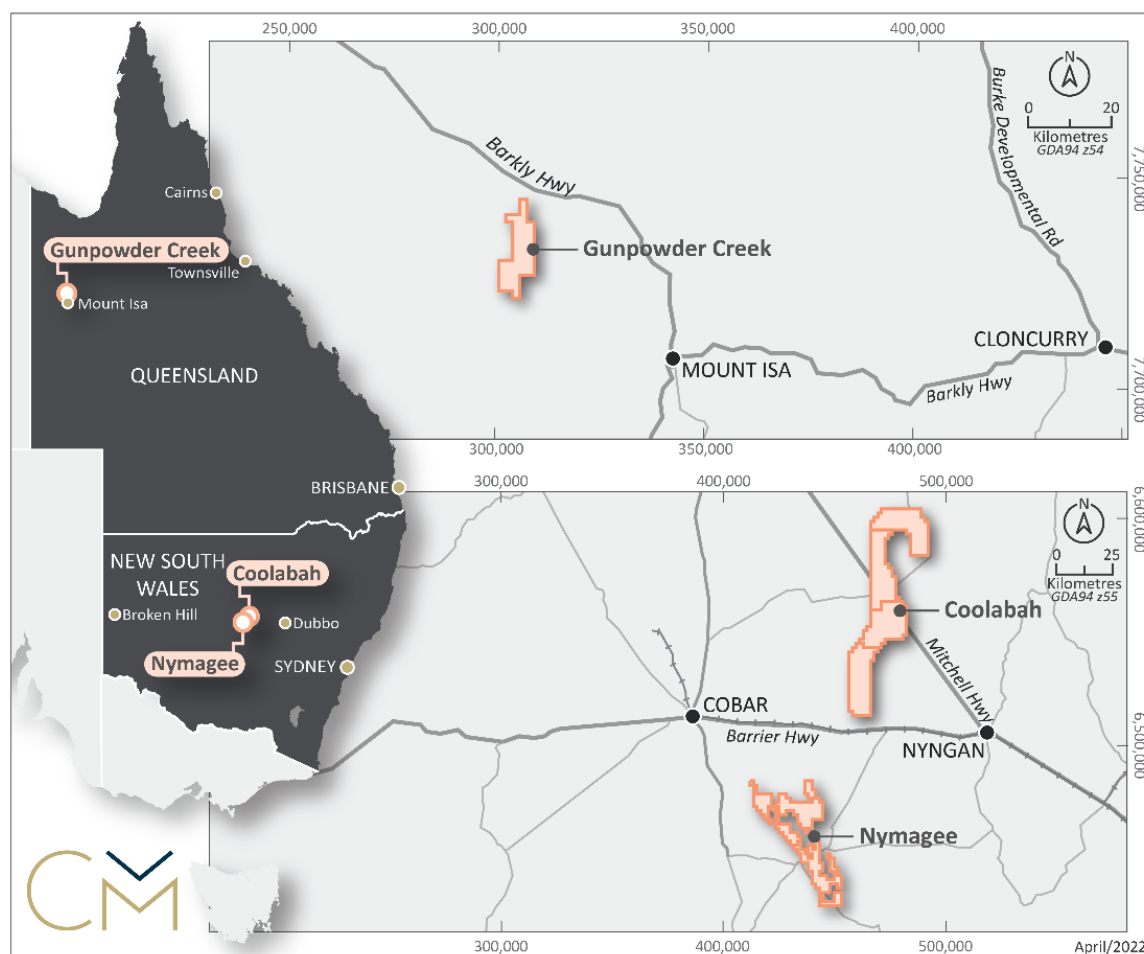 250,000
300,000
350,000
400,000
N
0 20
Kilometres
GDA94 z54
Burke Developmental Rd
7,750,000
Barkly Hwy
Cairns
Gunpowder Creek
Gunpowder Creek
Townsville
Mount Isa
CLONCURRY
MOUNT ISA
QUEENSLAND
Barkly Hwy
7,700,000
300,000
350,000
400,000
300,000
400,000
500,000
BRISBANE
6,600,000
N
0 25
Kilometres
GDA94 z55
NEW SOUTH
WALES
Coolabah
Coolabah
Broken Hill
Dubbo
Nymagee
SYDNEY
Mitchell Hwy
COBAR
Barrier Hwy
NYNGAN
6,500,000
Nymagee
CM
300,000
400,000
500,000
April/2022